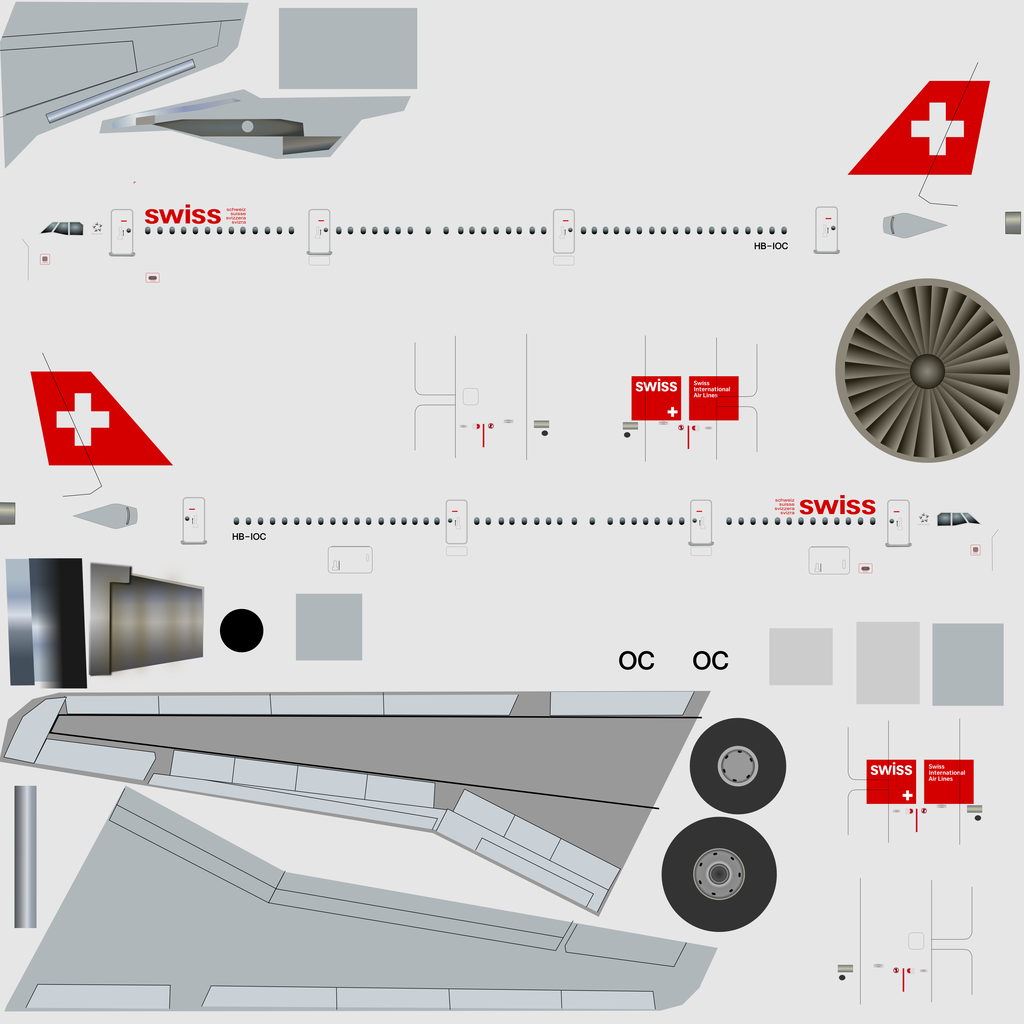 swiss
schweiz
suisse
svizzera
svizra
HB-IOC
swiss
Swiss
International
Air Lines
schweiz
suisse
svizzera
svizra
swiss
HB-IOC
OC
OC
swiss
Swiss
International
Air Lines